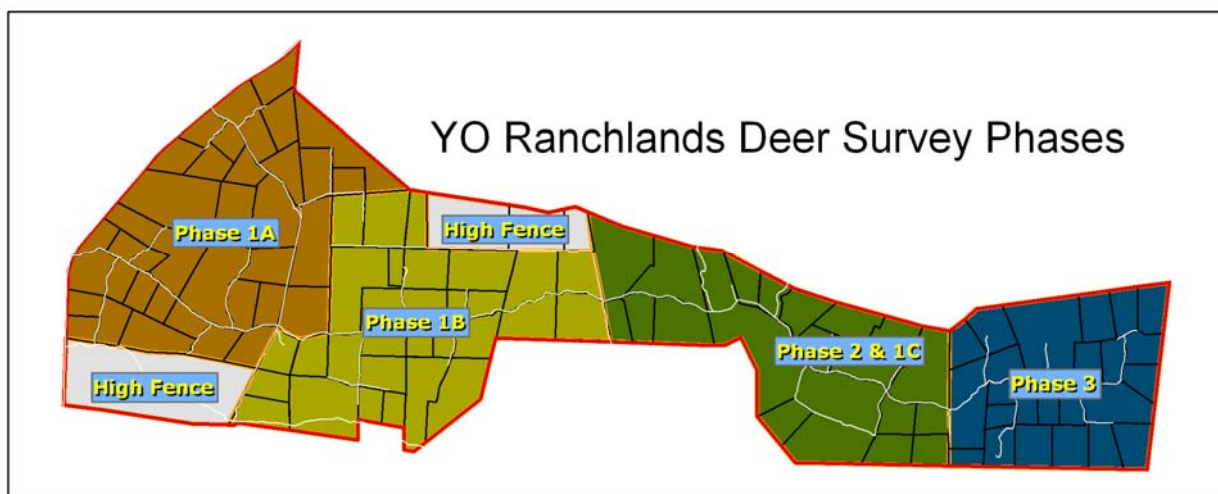 YO Ranchlands Deer Survey Phases
Phase 1A
High Fence
Phase 1B
Phase 2 & 1C
Phase 3
High Fence